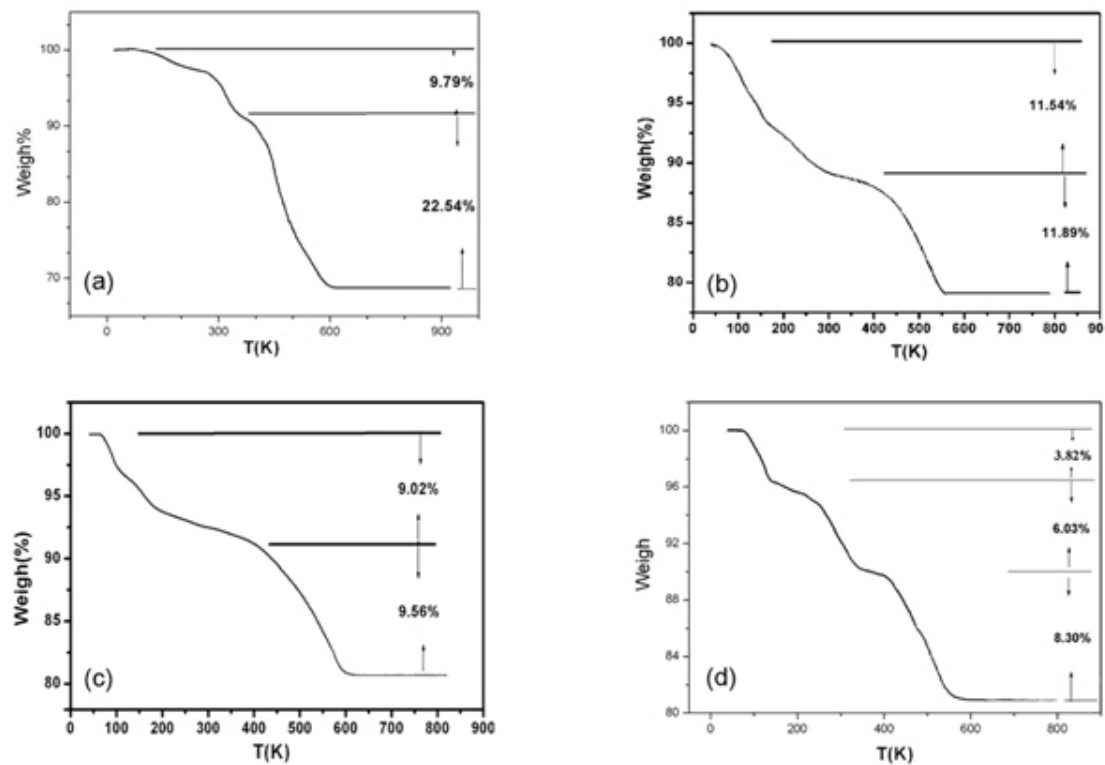 100
90
80
70
Weigh%
9.79%
22.54%
(a)
0 300 600 900
T(K)
100
95
90
85
80
Weigh(%)
11.54%
11.89%
(b)
0 100 200 300 400 500 600 700 800 90
T(K)
100
95
90
85
80
Weigh(%)
9.02%
9.56%
(c)
0 100 200 300 400 500 600 700 800 900
T(K)
100
96
92
88
84
80
Weigh
3.82%
6.03%
8.30%
(d)
0 200 400 600 800
T(K)